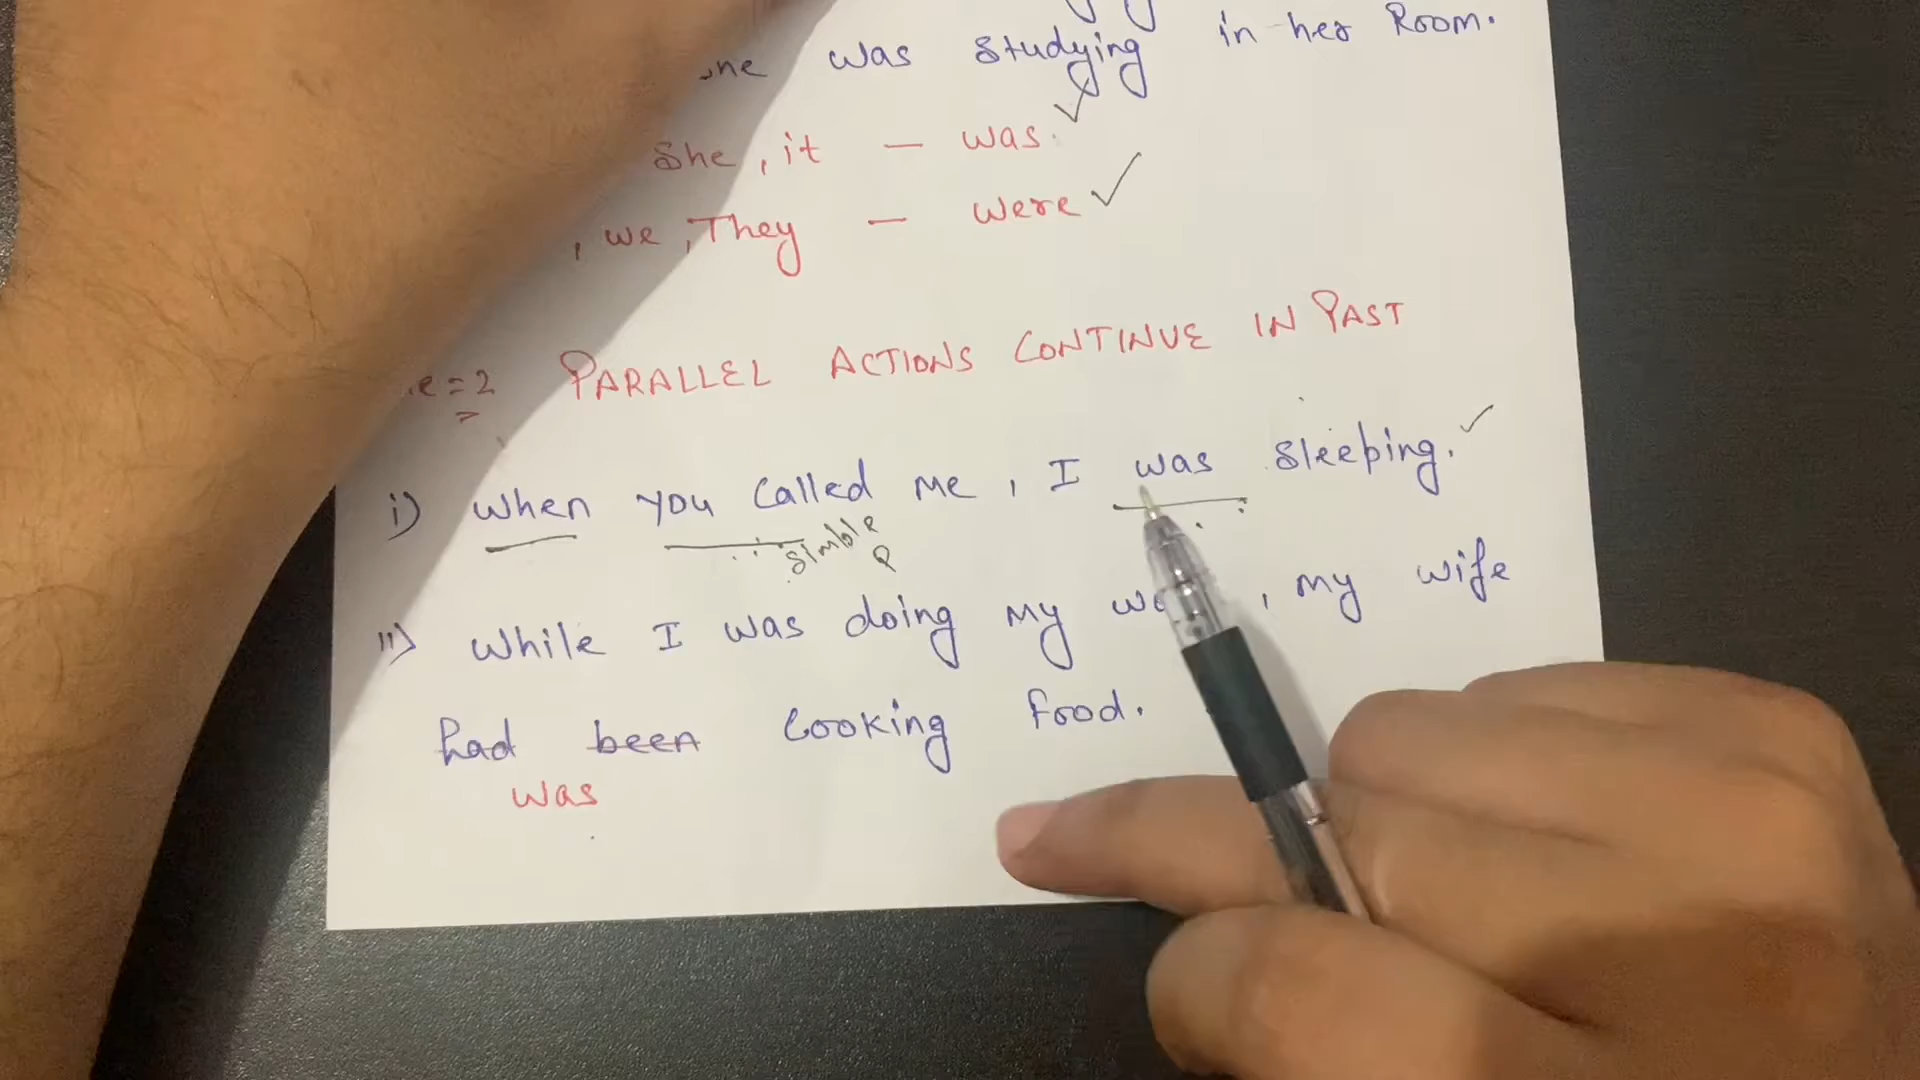 was studying in her Room.
She, it — was.
, we, They — were
=2 PARALLEL ACTIONS CONTINUE IN PAST
i) when you called me, I was sleeping.
simple
P
ii) while I was doing my , my wife
had been cooking food.
was